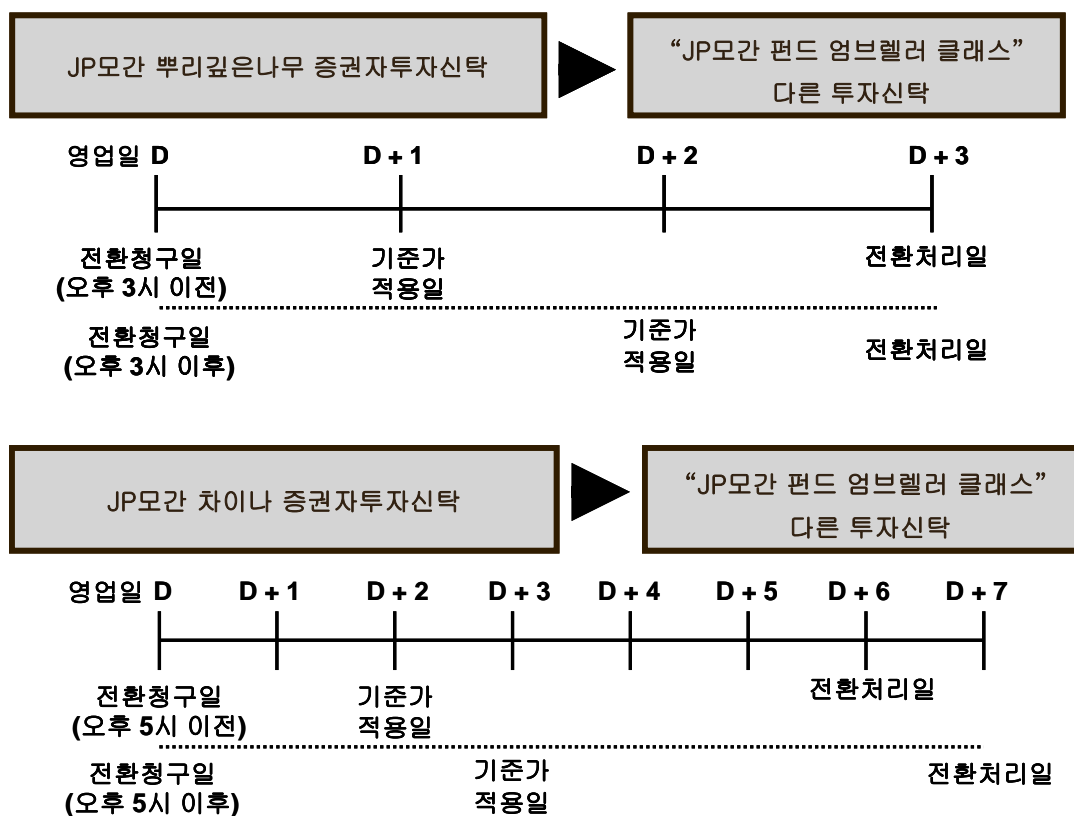 JP모간 뿌리깊은나무 증권자투자신탁
“JP모간 펀드 엄브렐러 클래스”
다른 투자신탁
영업일 D D + 1 D + 2 D + 3
전환청구일
(오후 3시 이전)
기준가
적용일
전환처리일
전환청구일
(오후 3시 이후)
기준가
적용일
전환처리일
JP모간 차이나 증권자투자신탁
“JP모간 펀드 엄브렐러 클래스”
다른 투자신탁
영업일 D D + 1 D + 2 D + 3 D + 4 D + 5 D + 6 D + 7
전환청구일
(오후 5시 이전)
기준가
적용일
전환처리일
전환청구일
(오후 5시 이후)
기준가
적용일
전환처리일